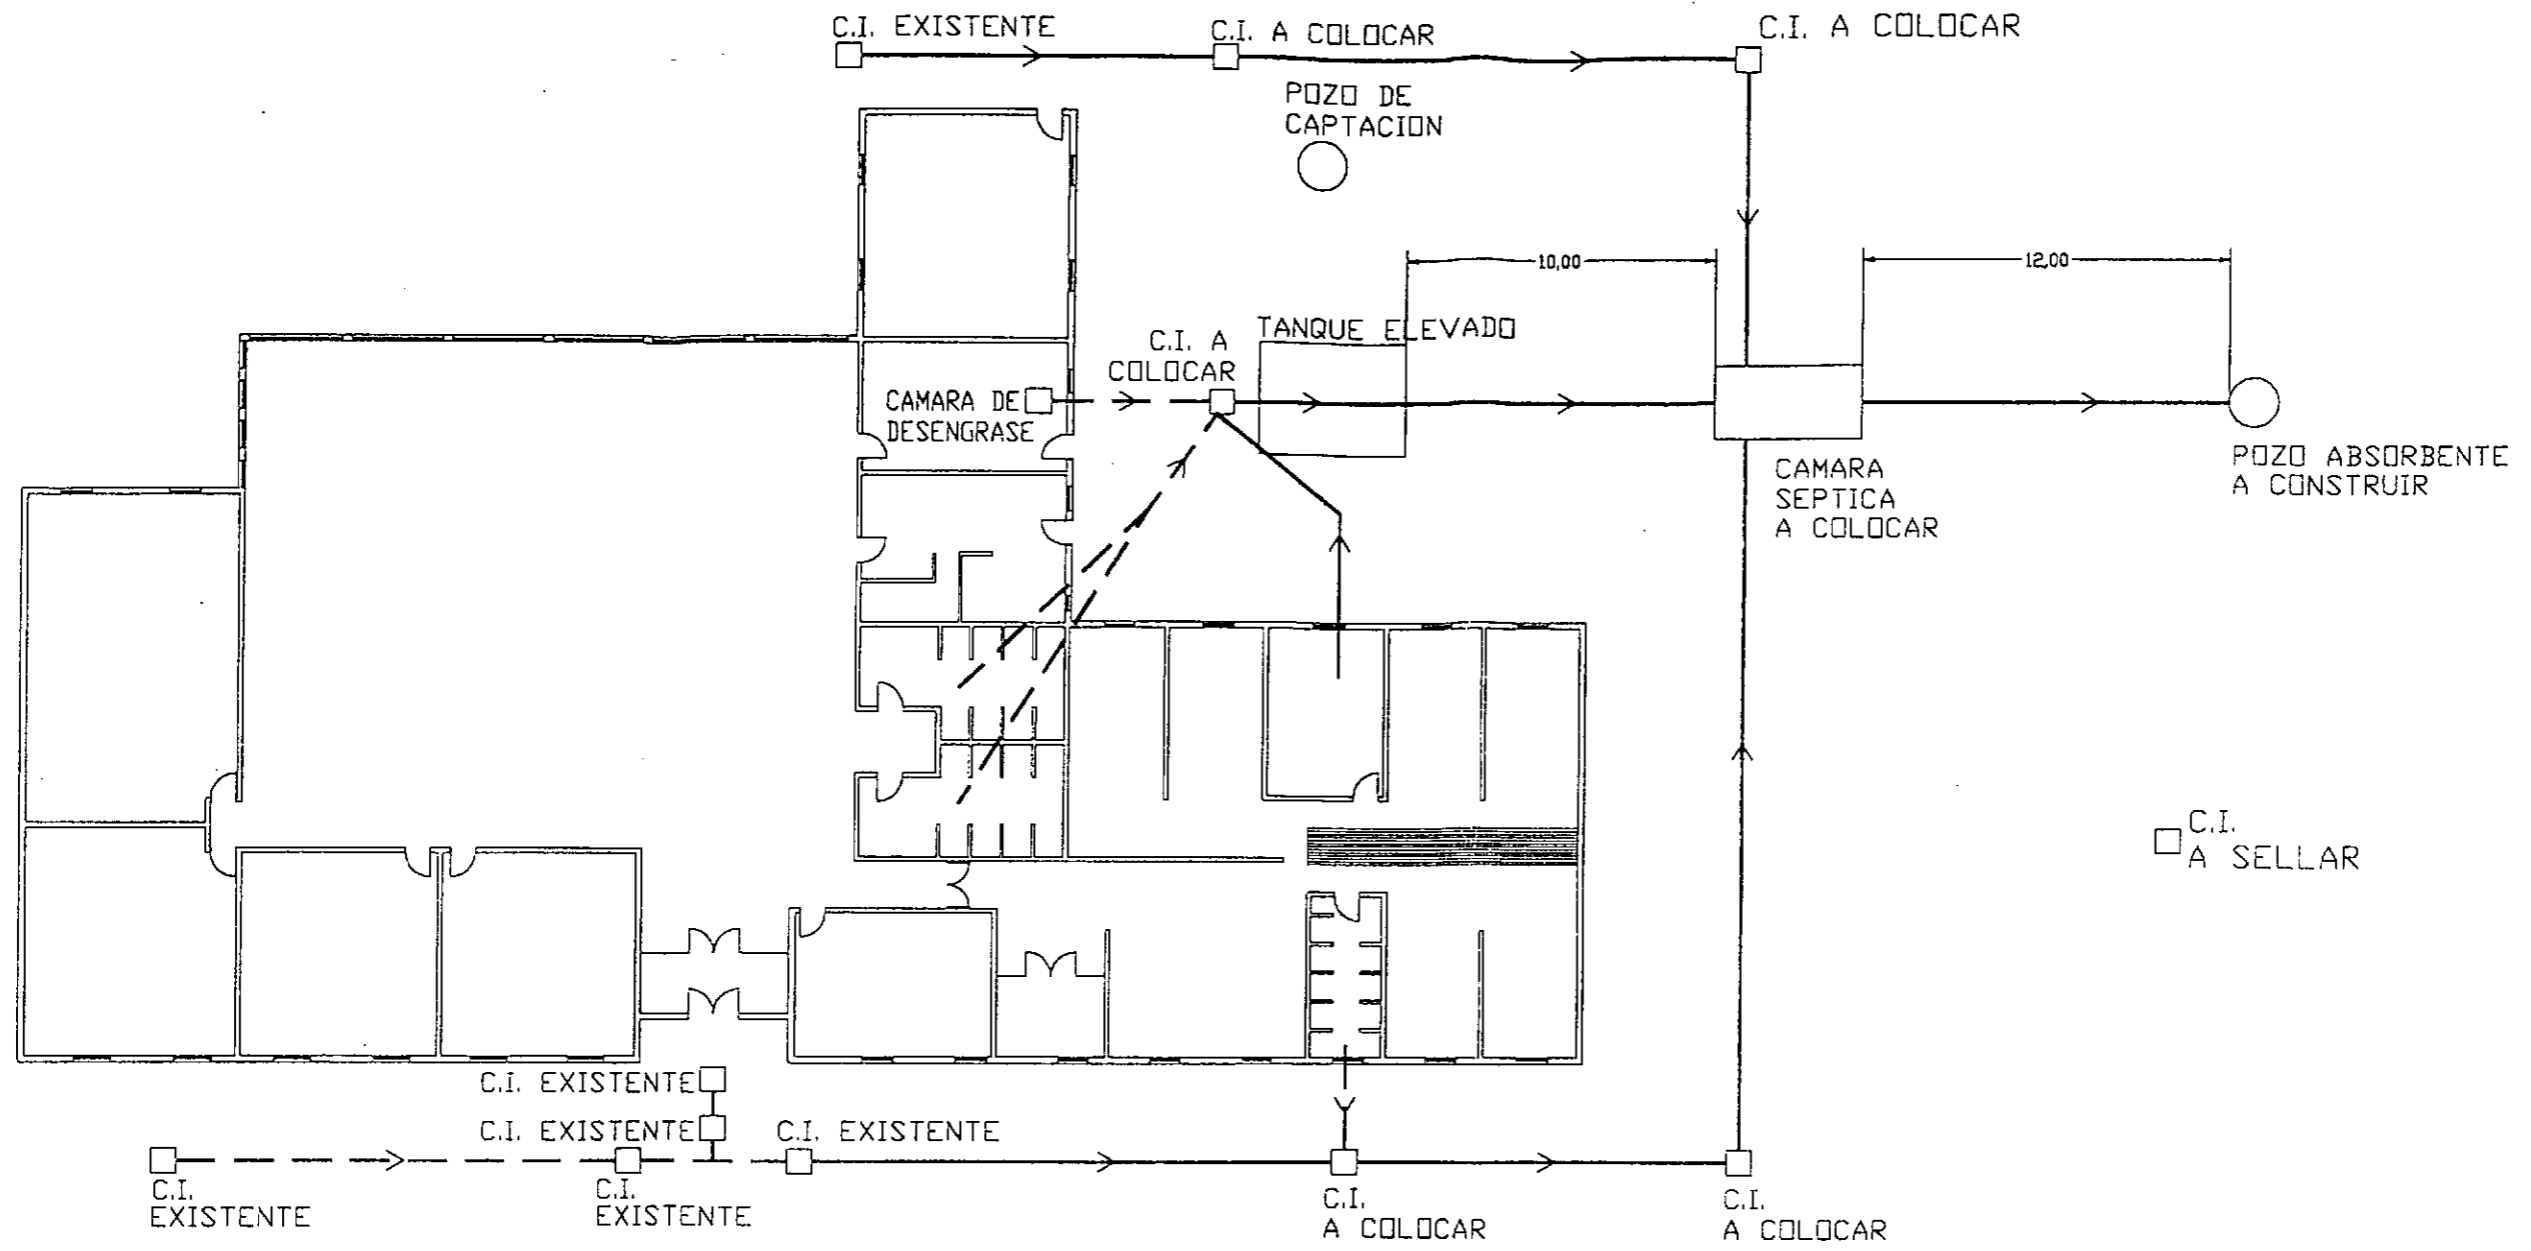 C.I. EXISTENTE
C.I. A COLOCAR
C.I. A COLOCAR
POZO DE
CAPTACION
10,00
12,00
TANQUE ELEVADO
C.I. A
COLOCAR
CAMARA DE
DESENGRASE
CAMARA
SEPTICA
A COLOCAR
POZO ABSORBENTE
A CONSTRUIR
C.I.
A SELLAR
C.I. EXISTENTE
C.I. EXISTENTE
C.I. EXISTENTE
C.I.
EXISTENTE
C.I.
EXISTENTE
C.I.
A COLOCAR
C.I.
A COLOCAR